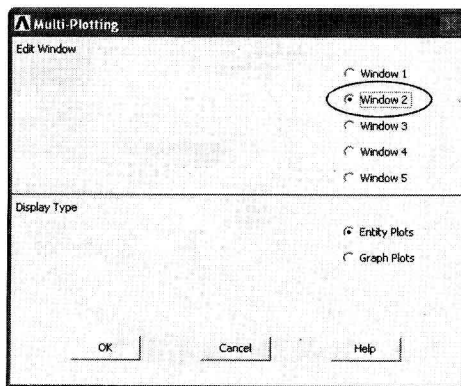 Multi-Plotting
Edit Window
Window 1
Window 2
Window 3
Window 4
Window 5
Display Type
Entity Plots
Graph Plots
OK
Cancel
Help